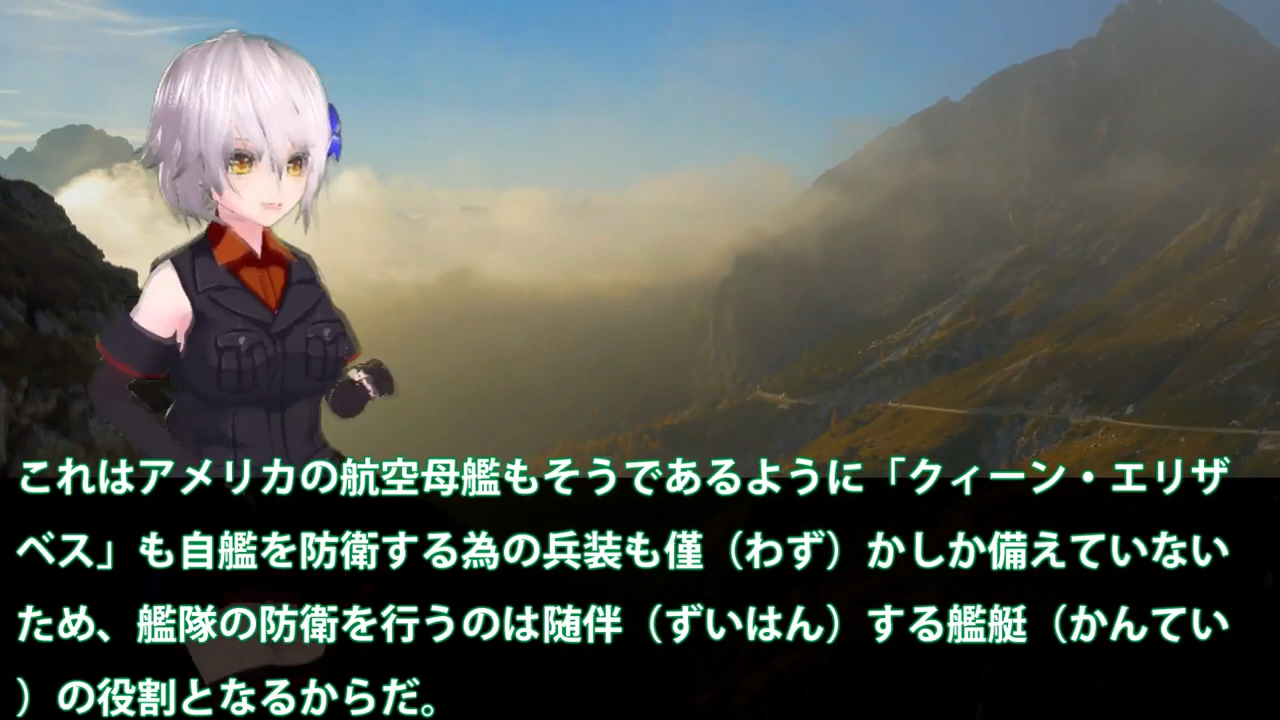 これはアメリカの航空母艦もそうであるように「クィーン・エリザ
ベス」も自艦を防衛する為の兵装も僅（わず）かしか備えていない
ため、艦隊の防衛を行うのは随伴（ずいはん）する艦艇（かんてい
）の役割となるからだ。